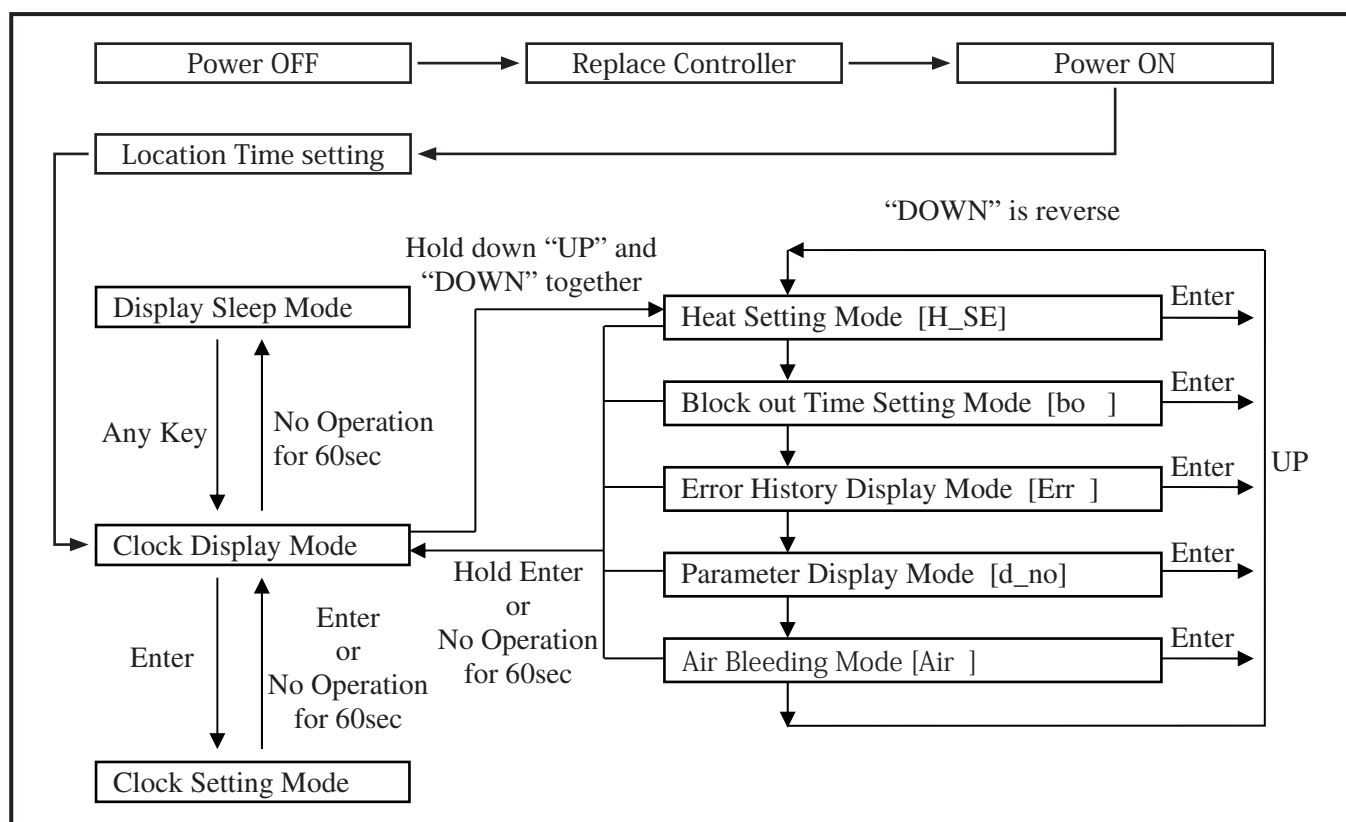 Power OFF
Replace Controller
Power ON
Location Time setting
“DOWN” is reverse
Hold down “UP” and
“DOWN” together
Display Sleep Mode
Any Key
No Operation
for 60sec
Clock Display Mode
Enter
Enter
or
No Operation
for 60sec
Clock Setting Mode
Hold Enter
or
No Operation
for 60sec
Heat Setting Mode [H_SE]
Enter
Block out Time Setting Mode [bo ]
Enter
Error History Display Mode [Err ]
Enter
Parameter Display Mode [d_no]
Enter
Air Bleeding Mode [Air ]
Enter
UP